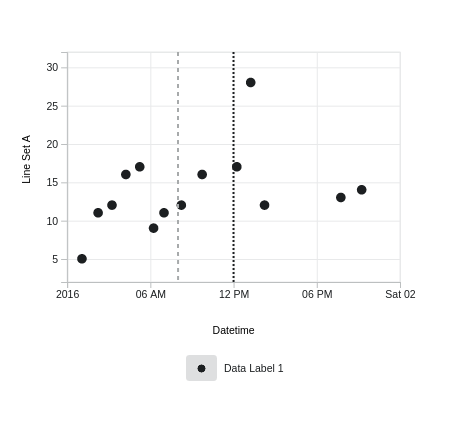 30
25
20
15
10
5
Line Set A
2016
06 AM
12 PM
06 PM
Sat 02
Datetime
Data Label 1